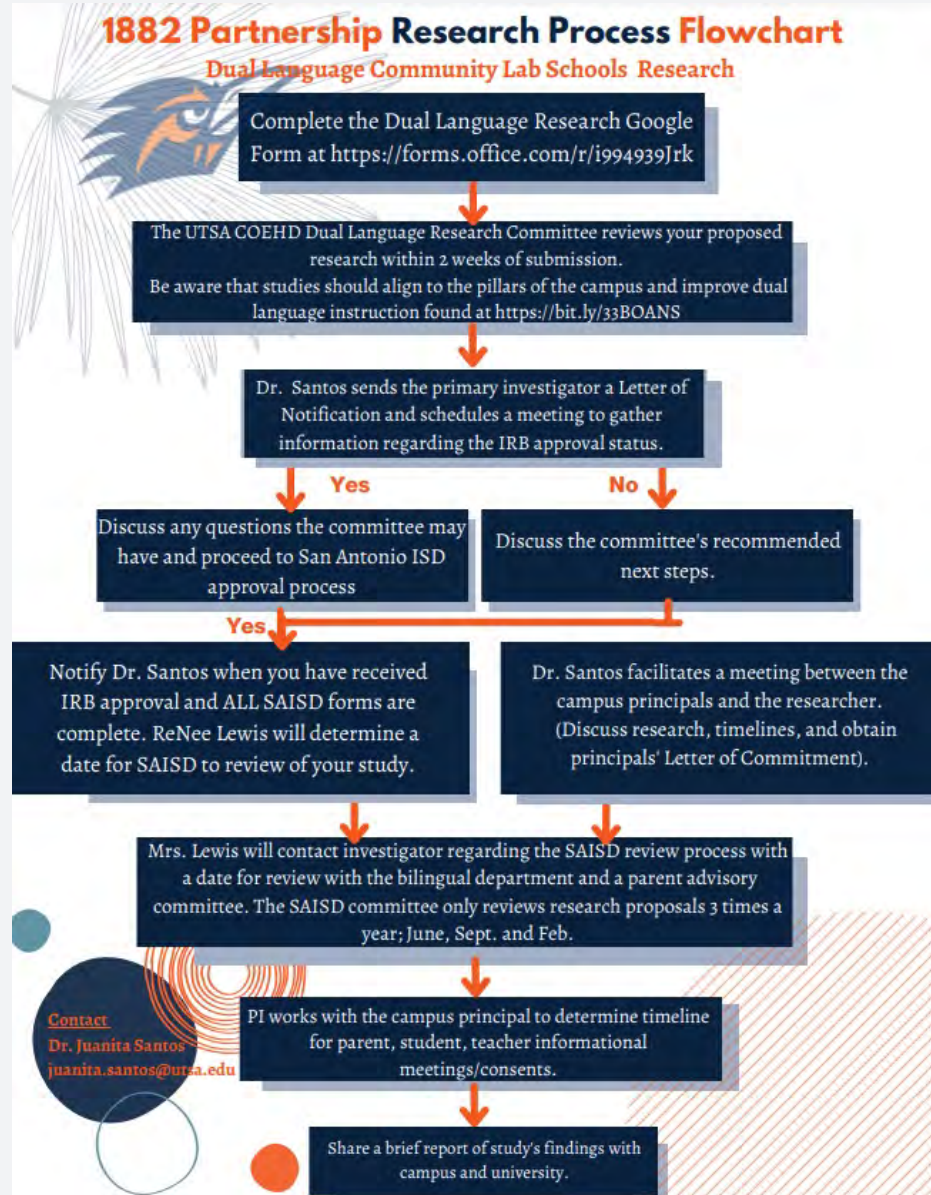 1882 Partnership Research Process Flowchart
Dual Language Community Lab Schools Research
Complete the Dual Language Research Google
Form at https://forms.office.com/r/i994939Jrk
The UTSA COEHD Dual Language Research Committee reviews your proposed
research within 2 weeks of submission.
Be aware that studies should align to the pillars of the campus and improve dual
language instruction found at https://bit.ly/33BOANS
Dr. Santos sends the primary investigator a Letter of
Notification and schedules a meeting to gather
information regarding the IRB approval status.
Yes
No
Discuss any questions the committee may
have and proceed to San Antonio ISD
approval process
Discuss the committee's recommended
next steps.
Yes
Notify Dr. Santos when you have received
IRB approval and ALL SAISD forms are
complete. ReNee Lewis will determine a
date for SAISD to review of your study.
Dr. Santos facilitates a meeting between the
campus principals and the researcher.
(Discuss research, timelines, and obtain
principals' Letter of Commitment).
Mrs. Lewis will contact investigator regarding the SAISD review process with
a date for review with the bilingual department and a parent advisory
committee. The SAISD committee only reviews research proposals 3 times a
year; June, Sept. and Feb.
PI works with the campus principal to determine timeline
for parent, student, teacher informational
meetings/consents.
Contact
Dr. Juanita Santos
juanita.santos@utsa.edu
Share a brief report of study's findings with
campus and university.